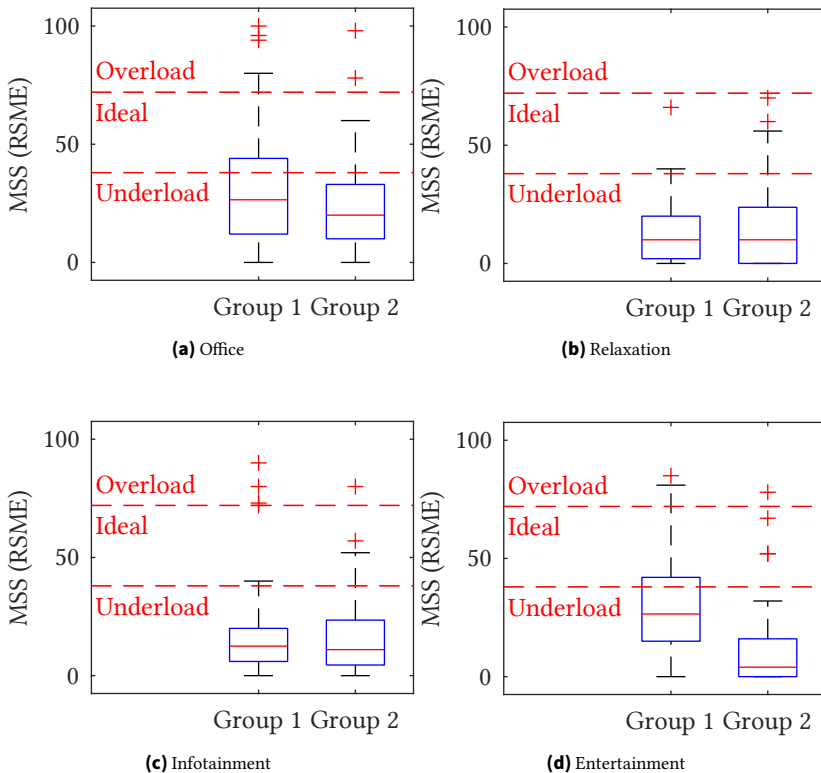 100
50
0
MSS (RSME)
Overload
Ideal
Underload
Group 1 Group 2
(a) Office
100
50
0
MSS (RSME)
Overload
Ideal
Underload
Group 1 Group 2
(b) Relaxation
100
50
0
MSS (RSME)
Overload
Ideal
Underload
Group 1 Group 2
(c) Infotainment
100
50
0
MSS (RSME)
Overload
Ideal
Underload
Group 1 Group 2
(d) Entertainment